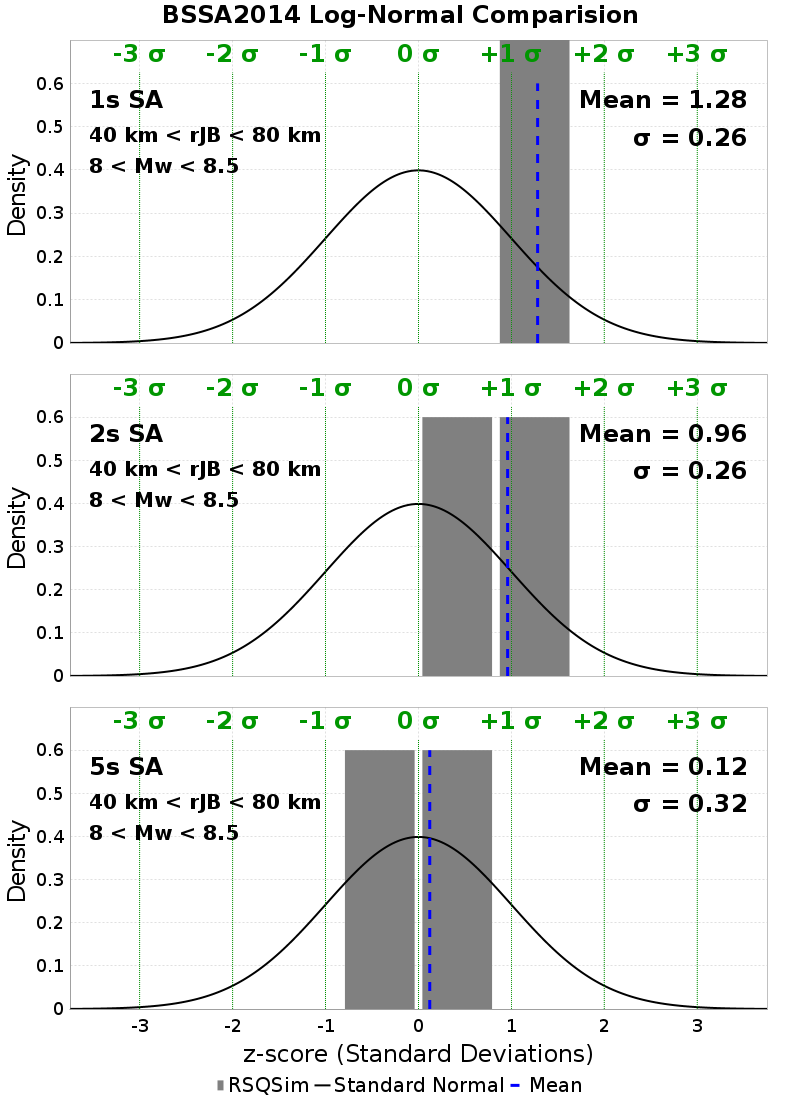 BSSA2014 Log-Normal Comparision
-3 σ -2 σ -1 σ 0 σ +1 σ +2 σ +3 σ
1s SA
40 km < rJB < 80 km
8 < Mw < 8.5
Mean = 1.28
σ = 0.26
Density
0.6
0.5
0.4
0.3
0.2
0.1
0
-3 σ -2 σ -1 σ 0 σ +1 σ +2 σ +3 σ
2s SA
40 km < rJB < 80 km
8 < Mw < 8.5
Mean = 0.96
σ = 0.26
Density
0.6
0.5
0.4
0.3
0.2
0.1
0
-3 σ -2 σ -1 σ 0 σ +1 σ +2 σ +3 σ
5s SA
40 km < rJB < 80 km
8 < Mw < 8.5
Mean = 0.12
σ = 0.32
Density
0.6
0.5
0.4
0.3
0.2
0.1
0
-3 -2 -1 0 1 2 3
z-score (Standard Deviations)
RSQSim Standard Normal Mean